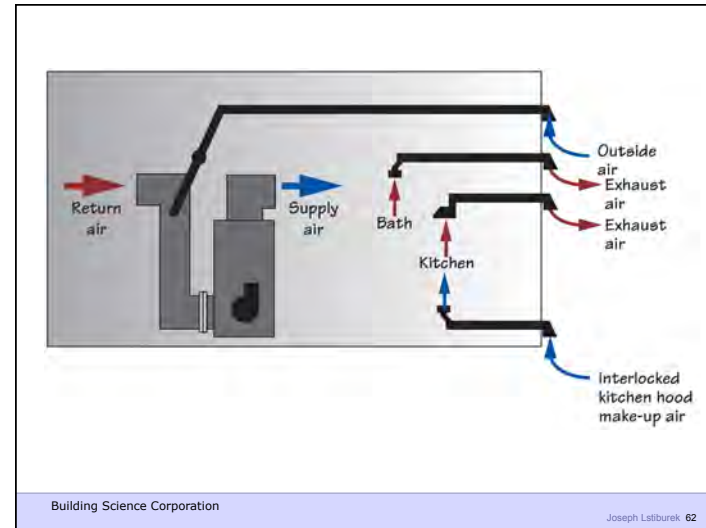 Outside
air
Exhaust
air
Return
air
Supply
air
Bath
Exhaust
air
Kitchen
Interlocked
kitchen hood
make-up air
Building Science Corporation
Joseph Lstiburek 62